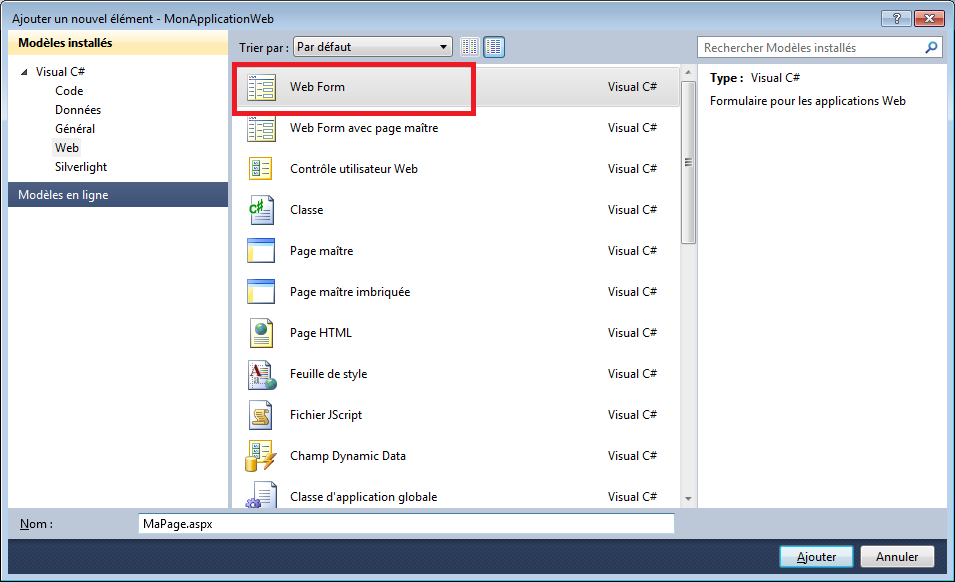 Ajouter un nouvel élément - MonApplicationWeb
?
Modèles installés
Visual C#
Code
Données
Général
Web
Silverlight
Modèles en ligne
Trier par : Par défaut
Web Form Visual C#
Web Form avec page maître Visual C#
Contrôle utilisateur Web Visual C#
C# Classe Visual C#
Page maître Visual C#
Page maître imbriquée Visual C#
Page HTML Visual C#
A Feuille de style Visual C#
Fichier JScript Visual C#
Champ Dynamic Data Visual C#
Classe d'application globale Visual C#
Rechercher Modèles installés
Type : Visual C#
Formulaire pour les applications Web
Nom : MaPage.aspx
Ajouter Annuler